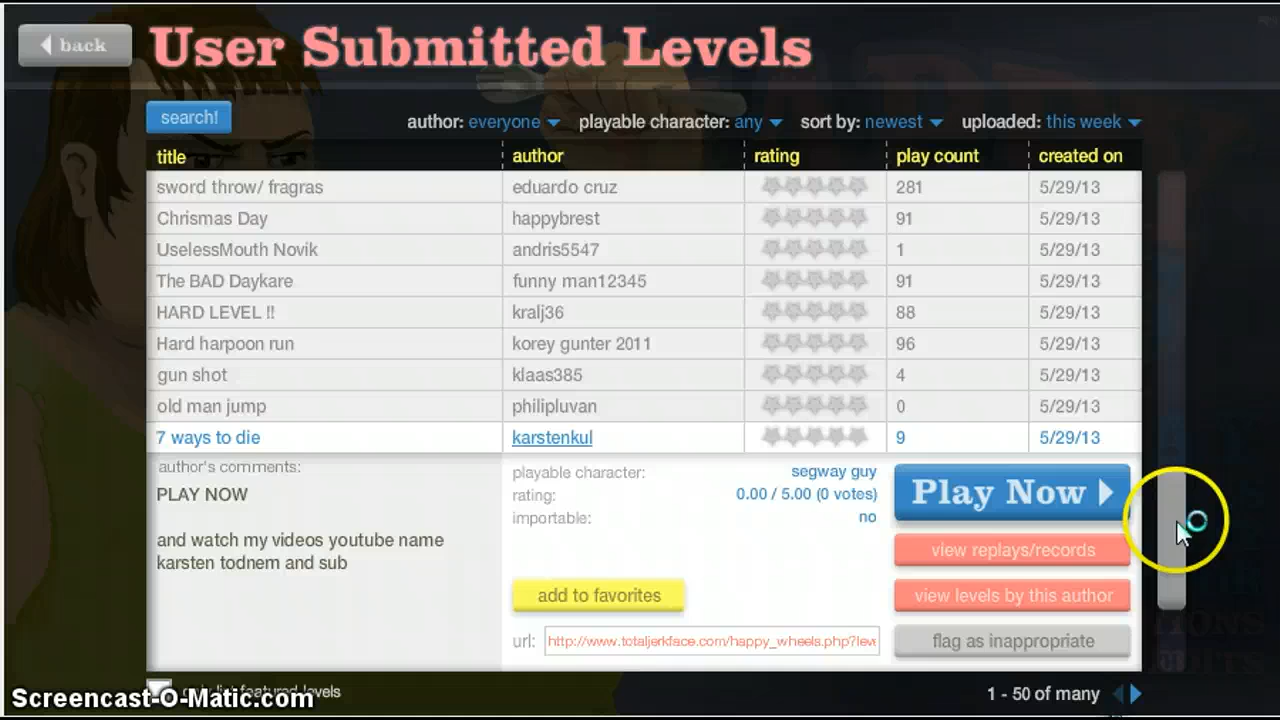 back
User Submitted Levels
search!
author: everyone
playable character: any
sort by: newest
uploaded: this week
title author rating play count created on
sword throw/ fragras eduardo cruz 281 5/29/13
Chrismas Day happybrest 91 5/29/13
UselessMouth Novik andris5547 1 5/29/13
The BAD Daykare funny man12345 91 5/29/13
HARD LEVEL !! kralj36 88 5/29/13
Hard harpoon run korey gunter 2011 96 5/29/13
gun shot klaas385 4 5/29/13
old man jump philipluvan 0 5/29/13
7 ways to die karstenkul 9 5/29/13
author's comments:
PLAY NOW
and watch my videos youtube name
karsten todnem and sub
playable character: segway guy
rating: 0.00 / 5.00 (0 votes)
importable: no
add to favorites
url: http://www.totaljerkface.com/happy_wheels.php?leve
Play Now
view replays/records
view levels by this author
flag as inappropriate
only list featured levels
1 - 50 of many
Screencast-O-Matic.com